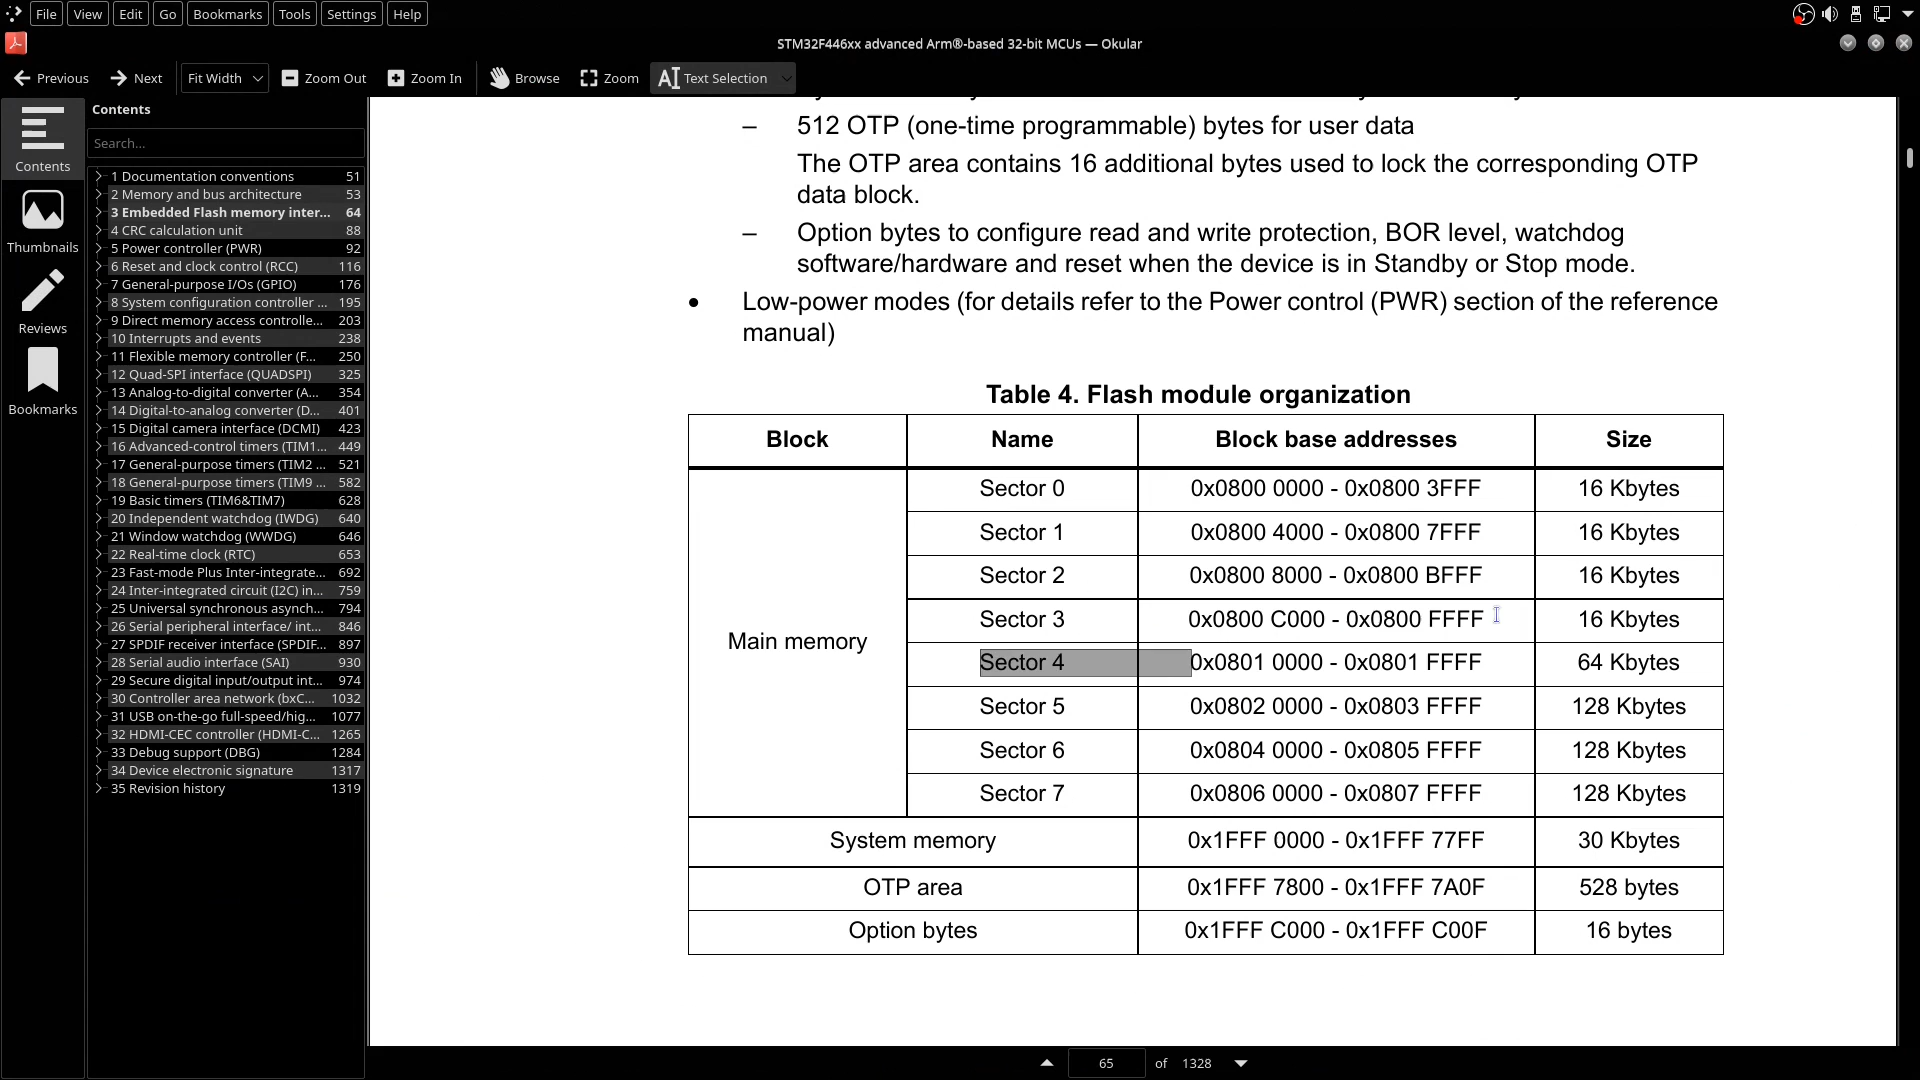 File View Edit Go Bookmarks Tools Settings Help
STM32F446xx advanced Arm®-based 32-bit MCUs — Okular
Previous Next Fit Width Zoom Out Zoom In Browse Zoom Text Selection
Contents
Thumbnails
Reviews
Bookmarks
Contents
Search...
1 Documentation conventions 51
2 Memory and bus architecture 53
3 Embedded Flash memory inter... 64
4 CRC calculation unit 88
5 Power controller (PWR) 92
6 Reset and clock control (RCC) 116
7 General-purpose I/Os (GPIO) 176
8 System configuration controller ... 195
9 Direct memory access controlle... 203
10 Interrupts and events 238
11 Flexible memory controller (F... 250
12 Quad-SPI interface (QUADSPI) 325
13 Analog-to-digital converter (A... 354
14 Digital-to-analog converter (D... 401
15 Digital camera interface (DCMI) 423
16 Advanced-control timers (TIM1... 449
17 General-purpose timers (TIM2 ... 521
18 General-purpose timers (TIM9 ... 582
19 Basic timers (TIM6&TIM7) 628
20 Independent watchdog (IWDG) 640
21 Window watchdog (WWDG) 646
22 Real-time clock (RTC) 653
23 Fast-mode Plus Inter-integrate... 692
24 Inter-integrated circuit (I2C) in... 759
25 Universal synchronous asynch... 794
26 Serial peripheral interface/ int... 846
27 SPDIF receiver interface (SPDIF... 897
28 Serial audio interface (SAI) 930
29 Secure digital input/output int... 974
30 Controller area network (bxC... 1032
31 USB on-the-go full-speed/hig... 1077
32 HDMI-CEC controller (HDMI-C... 1265
33 Debug support (DBG) 1284
34 Device electronic signature 1317
35 Revision history 1319
– 512 OTP (one-time programmable) bytes for user data
The OTP area contains 16 additional bytes used to lock the corresponding OTP
data block.
– Option bytes to configure read and write protection, BOR level, watchdog
software/hardware and reset when the device is in Standby or Stop mode.
• Low-power modes (for details refer to the Power control (PWR) section of the reference
manual)
Table 4. Flash module organization
Block Name Block base addresses Size
Main memory
Sector 0 0x0800 0000 - 0x0800 3FFF 16 Kbytes
Sector 1 0x0800 4000 - 0x0800 7FFF 16 Kbytes
Sector 2 0x0800 8000 - 0x0800 BFFF 16 Kbytes
Sector 3 0x0800 C000 - 0x0800 FFFF 16 Kbytes
Sector 4 0x0801 0000 - 0x0801 FFFF 64 Kbytes
Sector 5 0x0802 0000 - 0x0803 FFFF 128 Kbytes
Sector 6 0x0804 0000 - 0x0805 FFFF 128 Kbytes
Sector 7 0x0806 0000 - 0x0807 FFFF 128 Kbytes
System memory 0x1FFF 0000 - 0x1FFF 77FF 30 Kbytes
OTP area 0x1FFF 7800 - 0x1FFF 7A0F 528 bytes
Option bytes 0x1FFF C000 - 0x1FFF C00F 16 bytes
65 of 1328